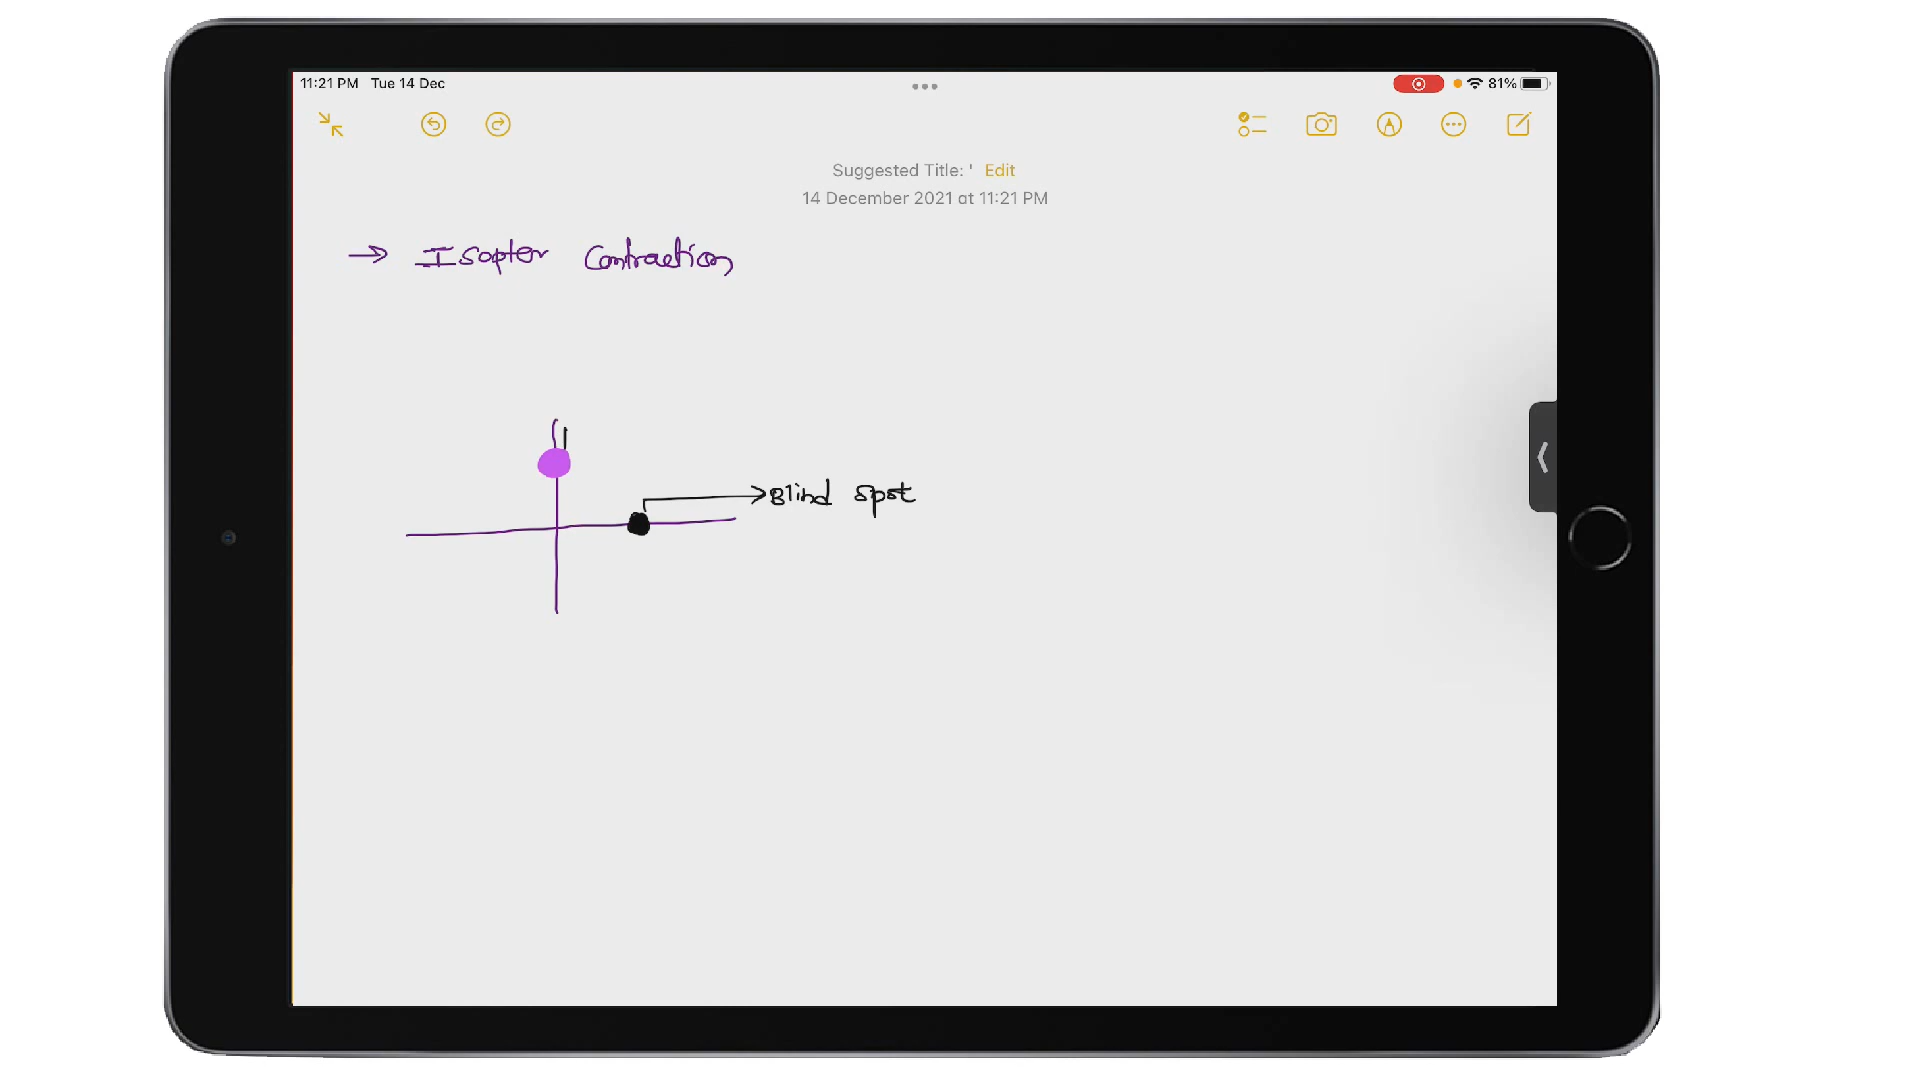 11:21 PM Tue 14 Dec 81%
Suggested Title: ' Edit
14 December 2021 at 11:21 PM
→ Isopter Contraction
Blind spot